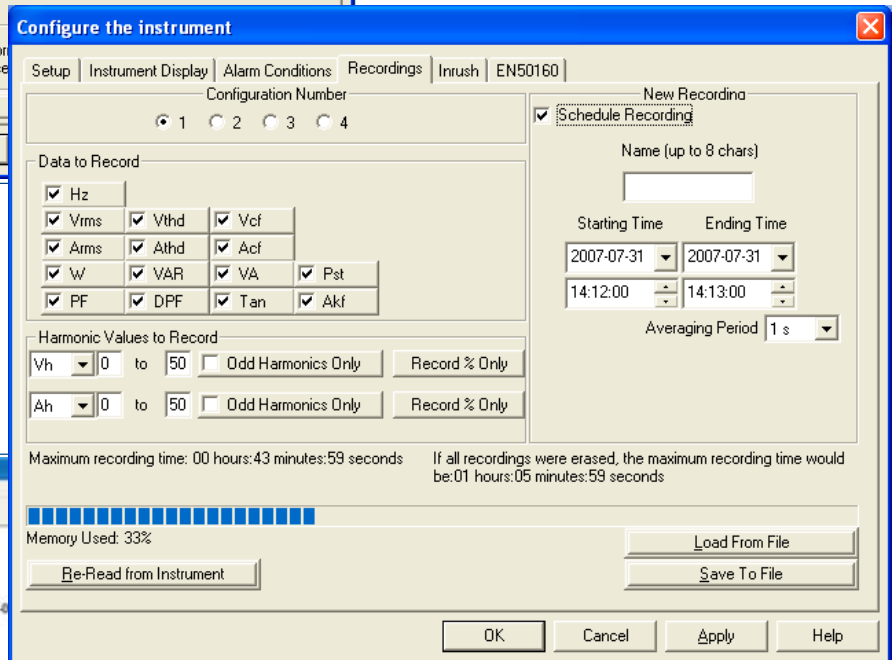 Configure the instrument
Setup Instrument Display Alarm Conditions Recordings Inrush EN50160
Configuration Number
1 2 3 4
Data to Record
Hz
Vrms Vthd Vcf
Arms Athd Acf
W VAR VA Pst
PF DPF Tan Akf
Harmonic Values to Record
Vh 0 to 50 Odd Harmonics Only Record % Only
Ah 0 to 50 Odd Harmonics Only Record % Only
New Recording
Schedule Recording
Name (up to 8 chars)
Starting Time Ending Time
2007-07-31 2007-07-31
14:12:00 14:13:00
Averaging Period 1 s
Maximum recording time: 00 hours:43 minutes:59 seconds
If all recordings were erased, the maximum recording time would
be:01 hours:05 minutes:59 seconds
Memory Used: 33%
Load From File
Re-Read from Instrument
Save To File
OK Cancel Apply Help